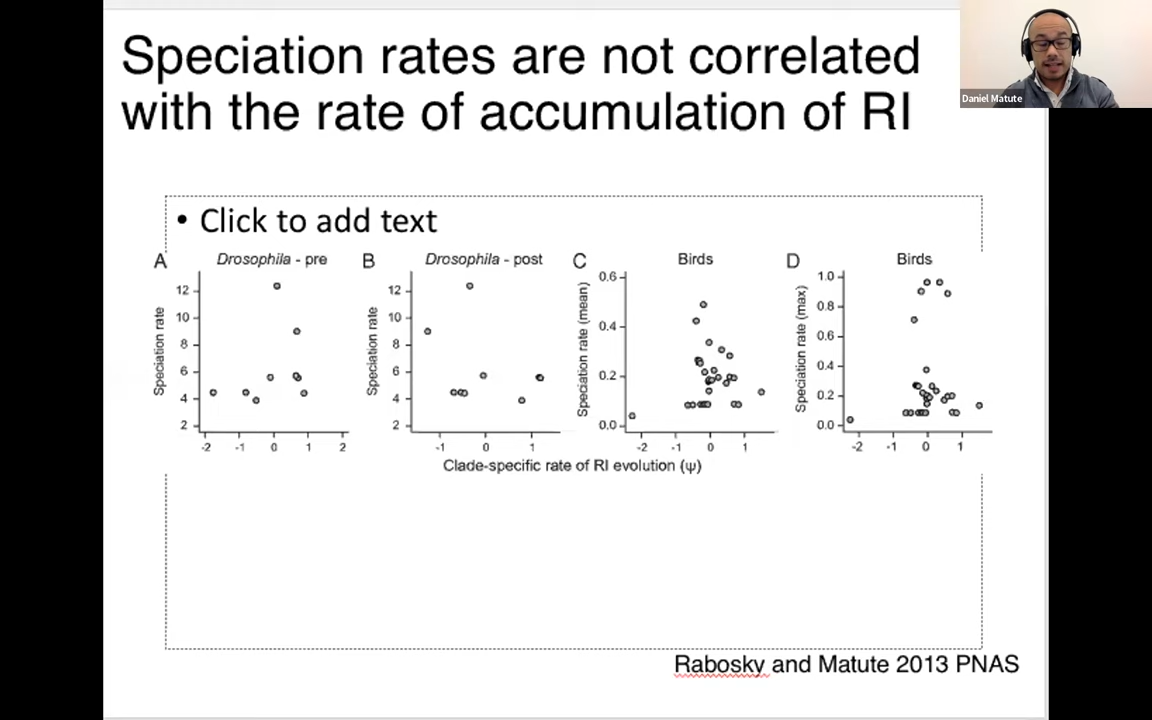 Speciation rates are not correlated
with the rate of accumulation of RI
Daniel Matute
• Click to add text
A Drosophila - pre
Speciation rate
12
10
8
6
4
2
-2 -1 0 1 2
B Drosophila - post
Speciation rate
12
10
8
6
4
2
-1 0 1
C Birds
Speciation rate (mean)
0.6
0.4
0.2
0.0
-2 -1 0 1
D Birds
Speciation rate (max)
1.0
0.8
0.6
0.4
0.2
0.0
-2 -1 0 1
Clade-specific rate of RI evolution (ψ)
Rabosky and Matute 2013 PNAS